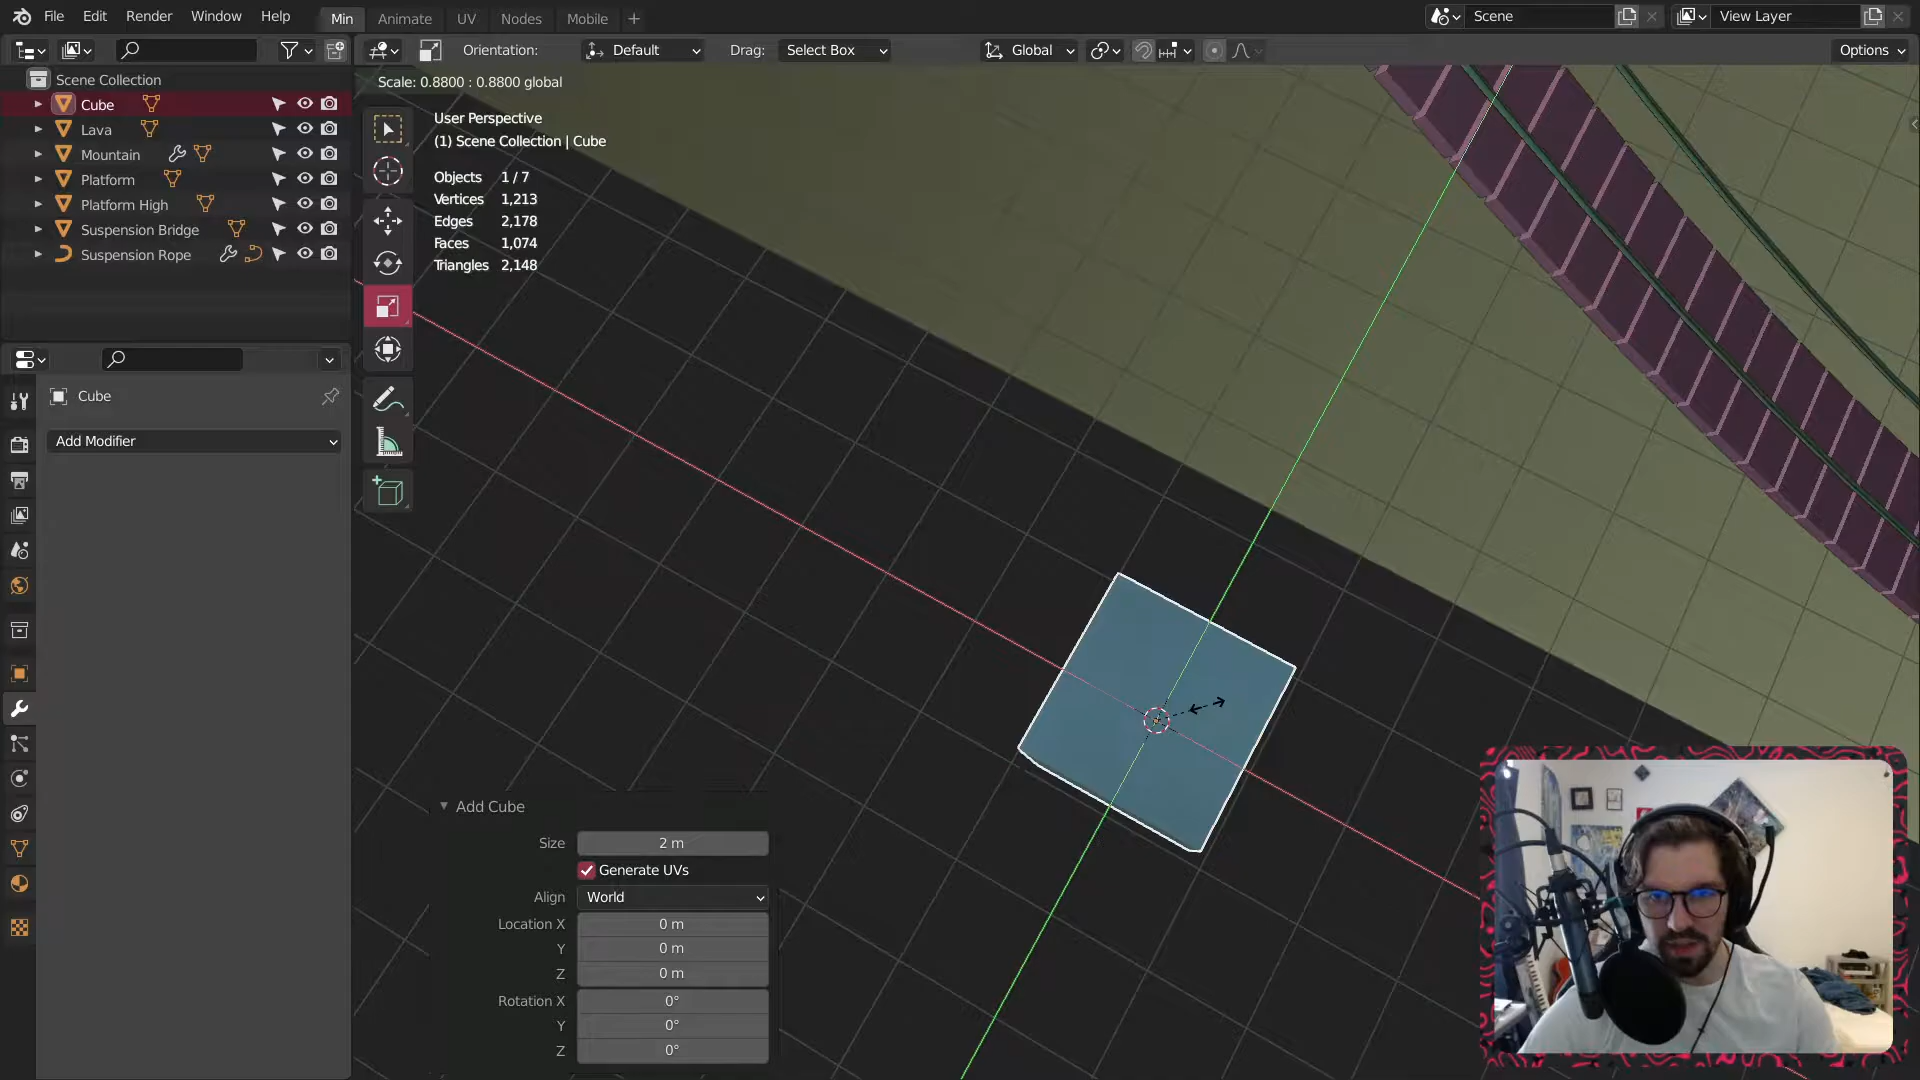 File Edit Render Window Help Min Animate UV Nodes Mobile + Scene View Layer
Orientation: Default Drag: Select Box Global Options
Scene Collection
Cube
Lava
Mountain
Platform
Platform High
Suspension Bridge
Suspension Rope
Cube
Add Modifier
Scale: 0.8800 : 0.8800 global
User Perspective
(1) Scene Collection | Cube
Objects 1 / 7
Vertices 1,213
Edges 2,178
Faces 1,074
Triangles 2,148
Add Cube
Size 2 m
Generate UVs
Align World
Location X 0 m
Y 0 m
Z 0 m
Rotation X 0°
Y 0°
Z 0°